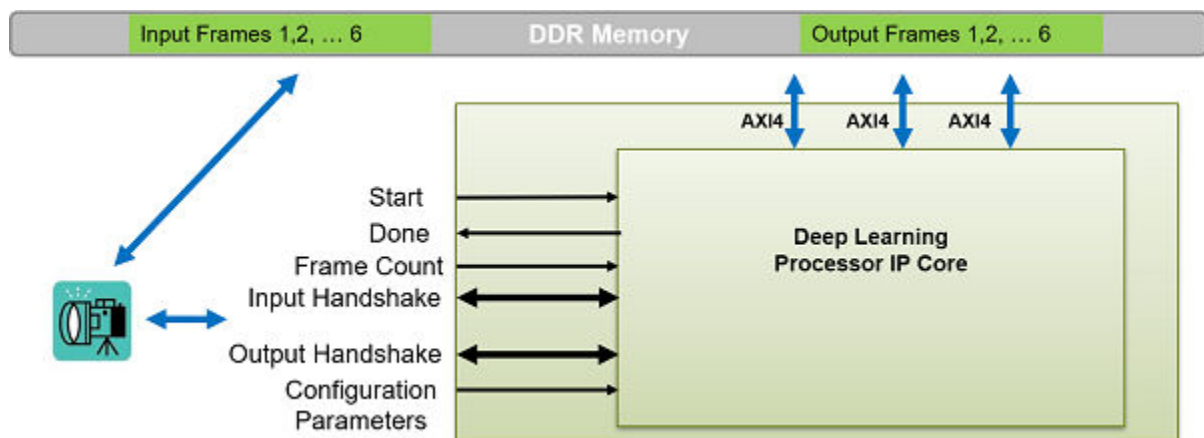 Input Frames 1,2, … 6
DDR Memory
Output Frames 1,2, … 6
AXI4
AXI4
AXI4
Start
Done
Frame Count
Input Handshake
Output Handshake
Configuration
Parameters
Deep Learning
Processor IP Core